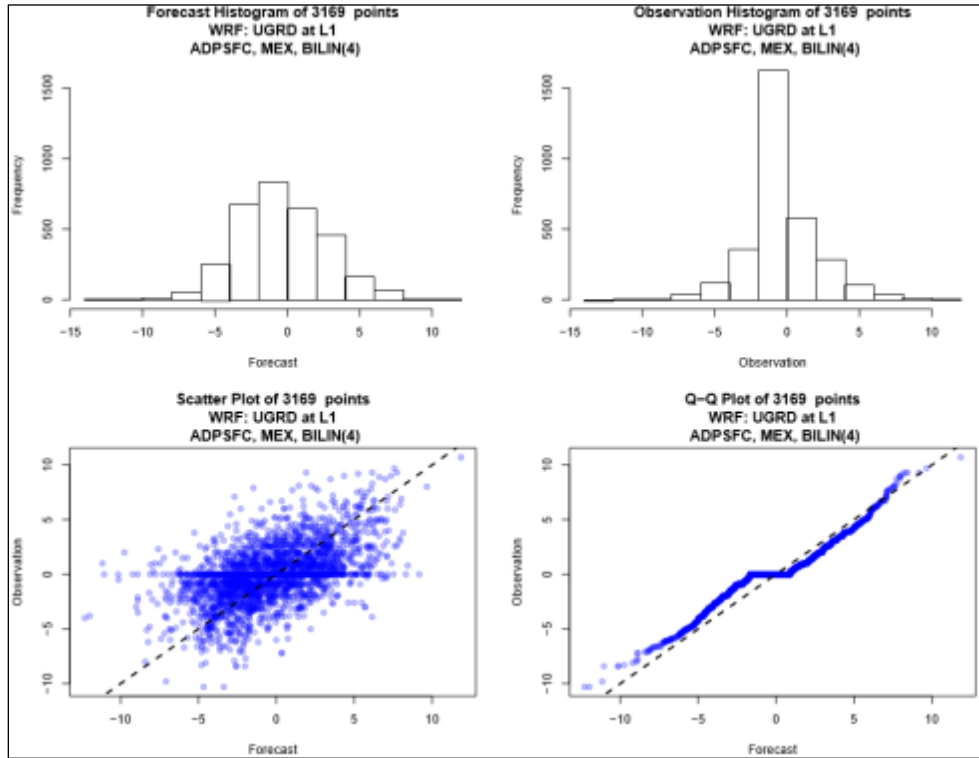 Forecast Histogram of 3169 points
WRF: UGRD at L1
ADPSFC, MEX, BILIN(4)
Frequency
0
500
1000
1500
−15
−10
−5
0
5
10
Forecast
Observation Histogram of 3169 points
WRF: UGRD at L1
ADPSFC, MEX, BILIN(4)
Frequency
0
500
1000
1500
−15
−10
−5
0
5
10
Observation
Scatter Plot of 3169 points
WRF: UGRD at L1
ADPSFC, MEX, BILIN(4)
Observation
10
5
0
−5
−10
−10
−5
0
5
10
Forecast
Q−Q Plot of 3169 points
WRF: UGRD at L1
ADPSFC, MEX, BILIN(4)
Observation
10
5
0
−5
−10
−10
−5
0
5
10
Forecast